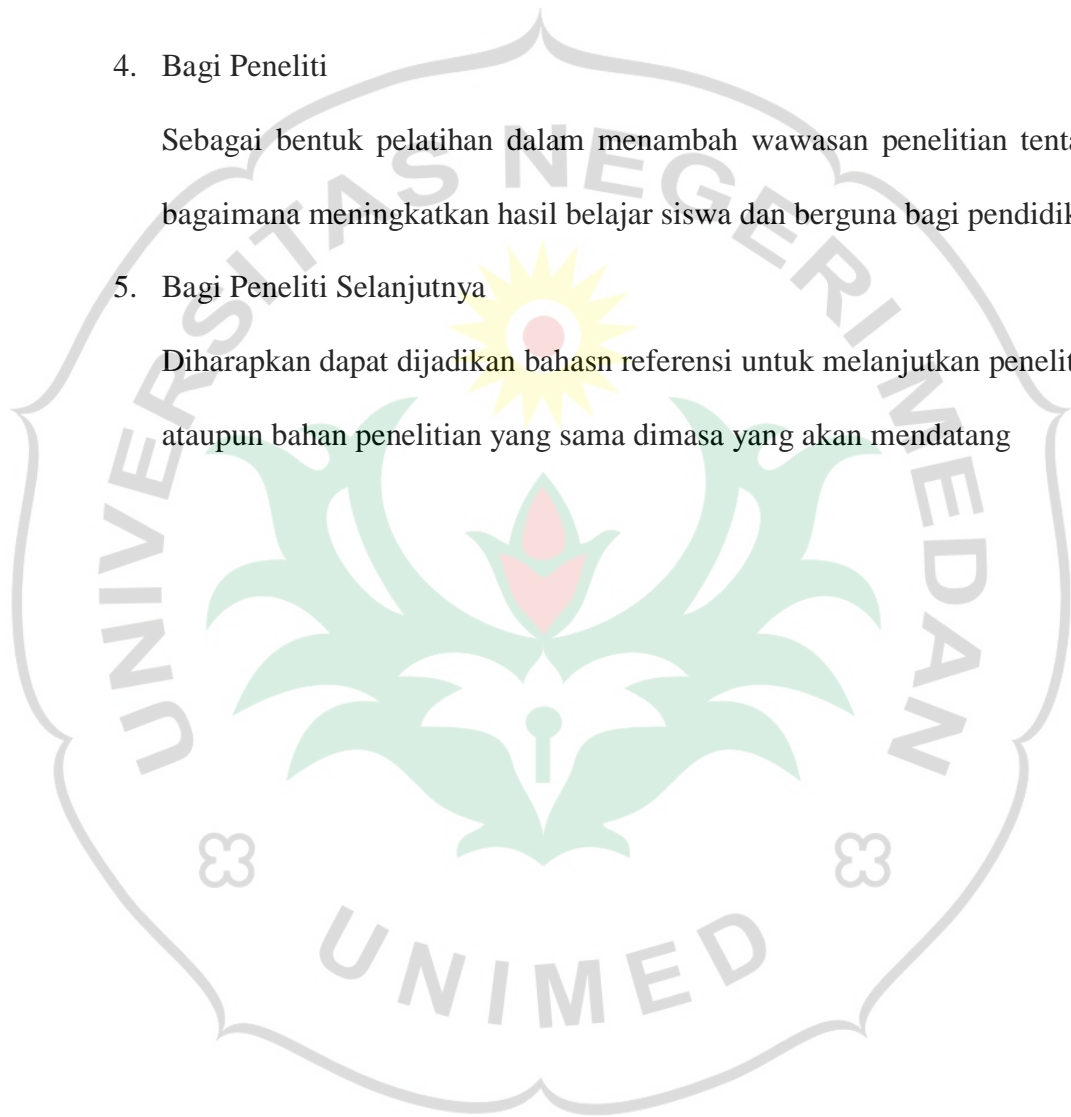 4. Bagi Peneliti
Sebagai bentuk pelatihan dalam menambah wawasan penelitian tenta
bagaimana meningkatkan hasil belajar siswa dan berguna bagi pendidik
5. Bagi Peneliti Selanjutnya
Diharapkan dapat dijadikan bahasn referensi untuk melanjutkan penelit
ataupun bahan penelitian yang sama dimasa yang akan mendatang
UNIVERSITAS NEGERI MEDAN
UNIMED